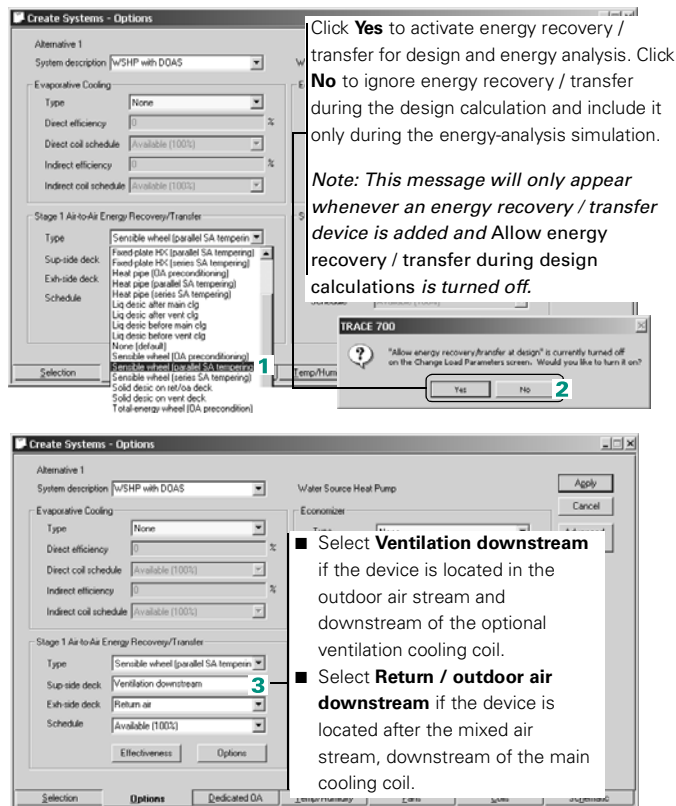 Create Systems - Options
Click Yes to activate energy recovery /
transfer for design and energy analysis. Click
No to ignore energy recovery / transfer
during the design calculation and include it
only during the energy-analysis simulation.
Note: This message will only appear
whenever an energy recovery / transfer
device is added and Allow energy
recovery / transfer during design
calculations is turned off.
Alternative 1
System description WSHP with DOAS
Evaporative Cooling
Type None
Direct efficiency 0 %
Direct coil schedule Available (100%)
Indirect efficiency 0 %
Indirect coil schedule Available (100%)
Stage 1 Air-to-Air Energy Recovery/Transfer
Type Sensible wheel (parallel SA temperin
Sup-side deck
Exh-side deck
Schedule
Fixed-plate HX (parallel SA tempering)
Fixed-plate HX (series SA tempering)
Heat pipe (OA preconditioning)
Heat pipe (parallel SA tempering)
Heat pipe (series SA tempering)
Liq desic after main clg
Liq desic after vent clg
Liq desic before main clg
Liq desic before vent clg
None (default)
Sensible wheel (OA preconditioning)
Sensible wheel (parallel SA tempering
Sensible wheel (series SA tempering)
Solid desic on ret/oa deck
Solid desic on vent deck
Total-energy wheel (OA precondition)
1
Selection
Temp/Hum
TRACE 700
"Allow energy recovery/transfer at design" is currently turned off
on the Change Load Parameters screen. Would you like to turn it on?
Yes No 2
Create Systems - Options
Alternative 1
System description WSHP with DOAS Water Source Heat Pump
Apply
Cancel
Evaporative Cooling
Type None
Direct efficiency 0 %
Direct coil schedule Available (100%)
Indirect efficiency 0 %
Indirect coil schedule Available (100%)
Economizer
Stage 1 Air-to-Air Energy Recovery/Transfer
Type Sensible wheel (parallel SA temperin
Sup-side deck Ventilation downstream 3
Exh-side deck Return air
Schedule Available (100%)
Effectiveness Options
■ Select Ventilation downstream
if the device is located in the
outdoor air stream and
downstream of the optional
ventilation cooling coil.
■ Select Return / outdoor air
downstream if the device is
located after the mixed air
stream, downstream of the main
cooling coil.
Selection Options Dedicated OA